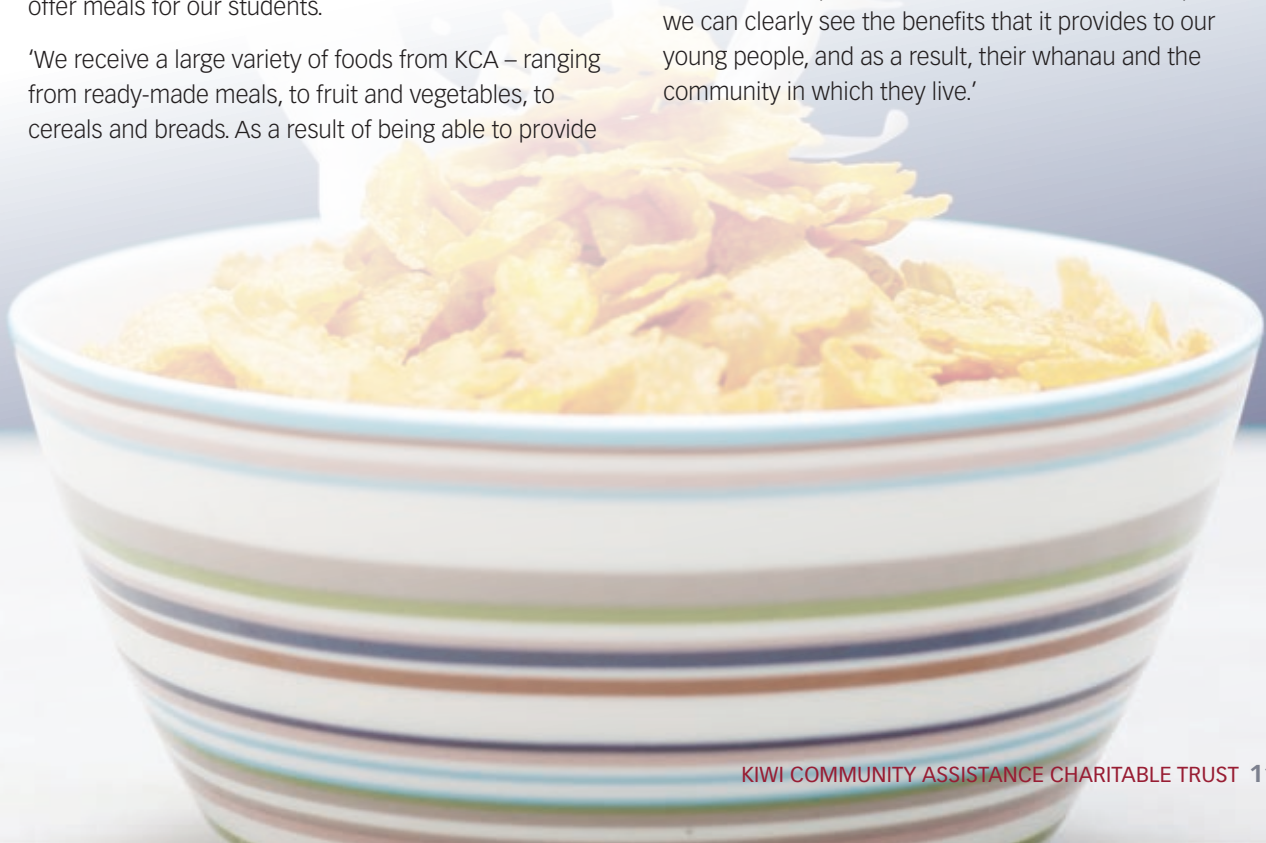 offer meals for our students.
‘We receive a large variety of foods from KCA – ranging
from ready-made meals, to fruit and vegetables, to
cereals and breads. As a result of being able to provide
we can clearly see the benefits that it provides to our
young people, and as a result, their whanau and the
community in which they live.’
KIWI COMMUNITY ASSISTANCE CHARITABLE TRUST